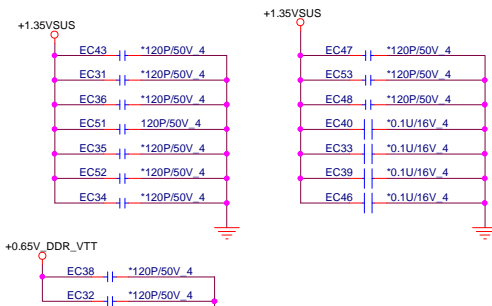 +1.35VSUS
EC43 *120P/50V_4
EC31 *120P/50V_4
EC36 *120P/50V_4
EC51 120P/50V_4
EC35 *120P/50V_4
EC52 *120P/50V_4
EC34 *120P/50V_4
+1.35VSUS
EC47 *120P/50V_4
EC53 *120P/50V_4
EC48 *120P/50V_4
EC40 *0.1U/16V_4
EC33 *0.1U/16V_4
EC39 *0.1U/16V_4
EC46 *0.1U/16V_4
+0.65V_DDR_VTT
EC38 *120P/50V_4
EC32 *120P/50V_4